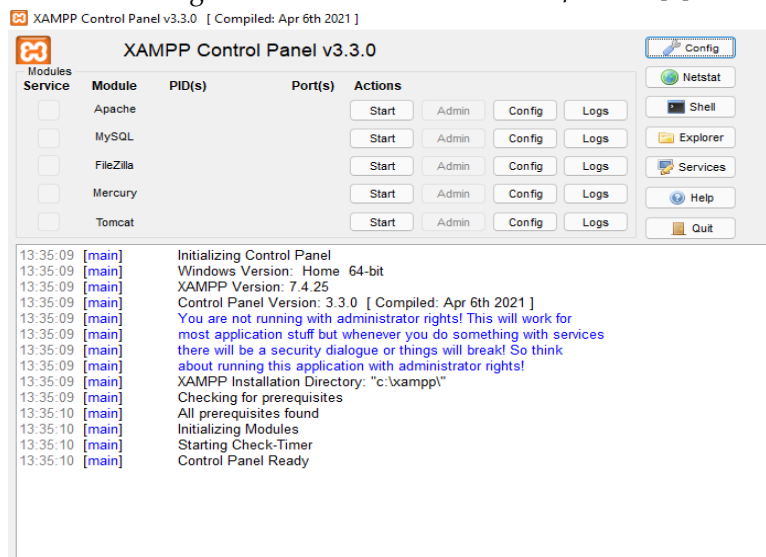 XAMPP Control Panel v3.3.0 [ Compiled: Apr 6th 2021 ]
XAMPP Control Panel v3.3.0
Config
Modules
Service Module PID(s) Port(s) Actions
Netstat
Apache Start Admin Config Logs
Shell
MySQL Start Admin Config Logs
Explorer
FileZilla Start Admin Config Logs
Services
Mercury Start Admin Config Logs
Help
Tomcat Start Admin Config Logs
Quit
13:35:09 [main] Initializing Control Panel
13:35:09 [main] Windows Version: Home 64-bit
13:35:09 [main] XAMPP Version: 7.4.25
13:35:09 [main] Control Panel Version: 3.3.0 [ Compiled: Apr 6th 2021 ]
13:35:09 [main] You are not running with administrator rights! This will work for
13:35:09 [main] most application stuff but whenever you do something with services
13:35:09 [main] there will be a security dialogue or things will break! So think
13:35:09 [main] about running this application with administrator rights!
13:35:09 [main] XAMPP Installation Directory: "c:\xampp\"
13:35:09 [main] Checking for prerequisites
13:35:10 [main] All prerequisites found
13:35:10 [main] Initializing Modules
13:35:10 [main] Starting Check-Timer
13:35:10 [main] Control Panel Ready